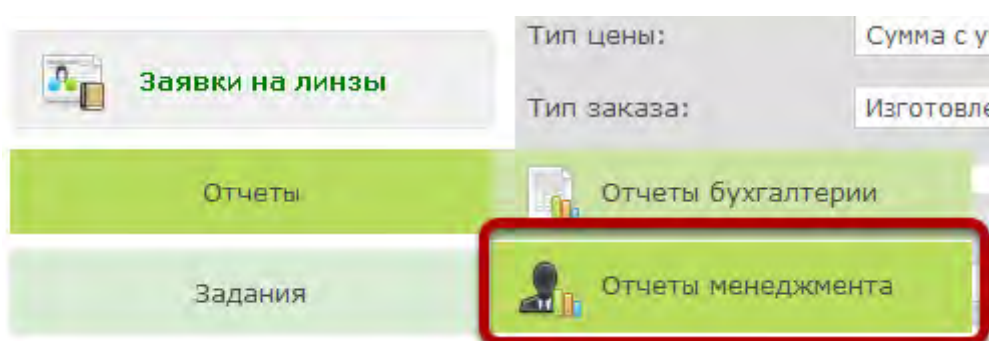 Тип цены:
Сумма с у
Заявки на линзы
Тип заказа:
Изготовле
Отчеты
Отчеты бухгалтерии
Задания
Отчеты менеджмента